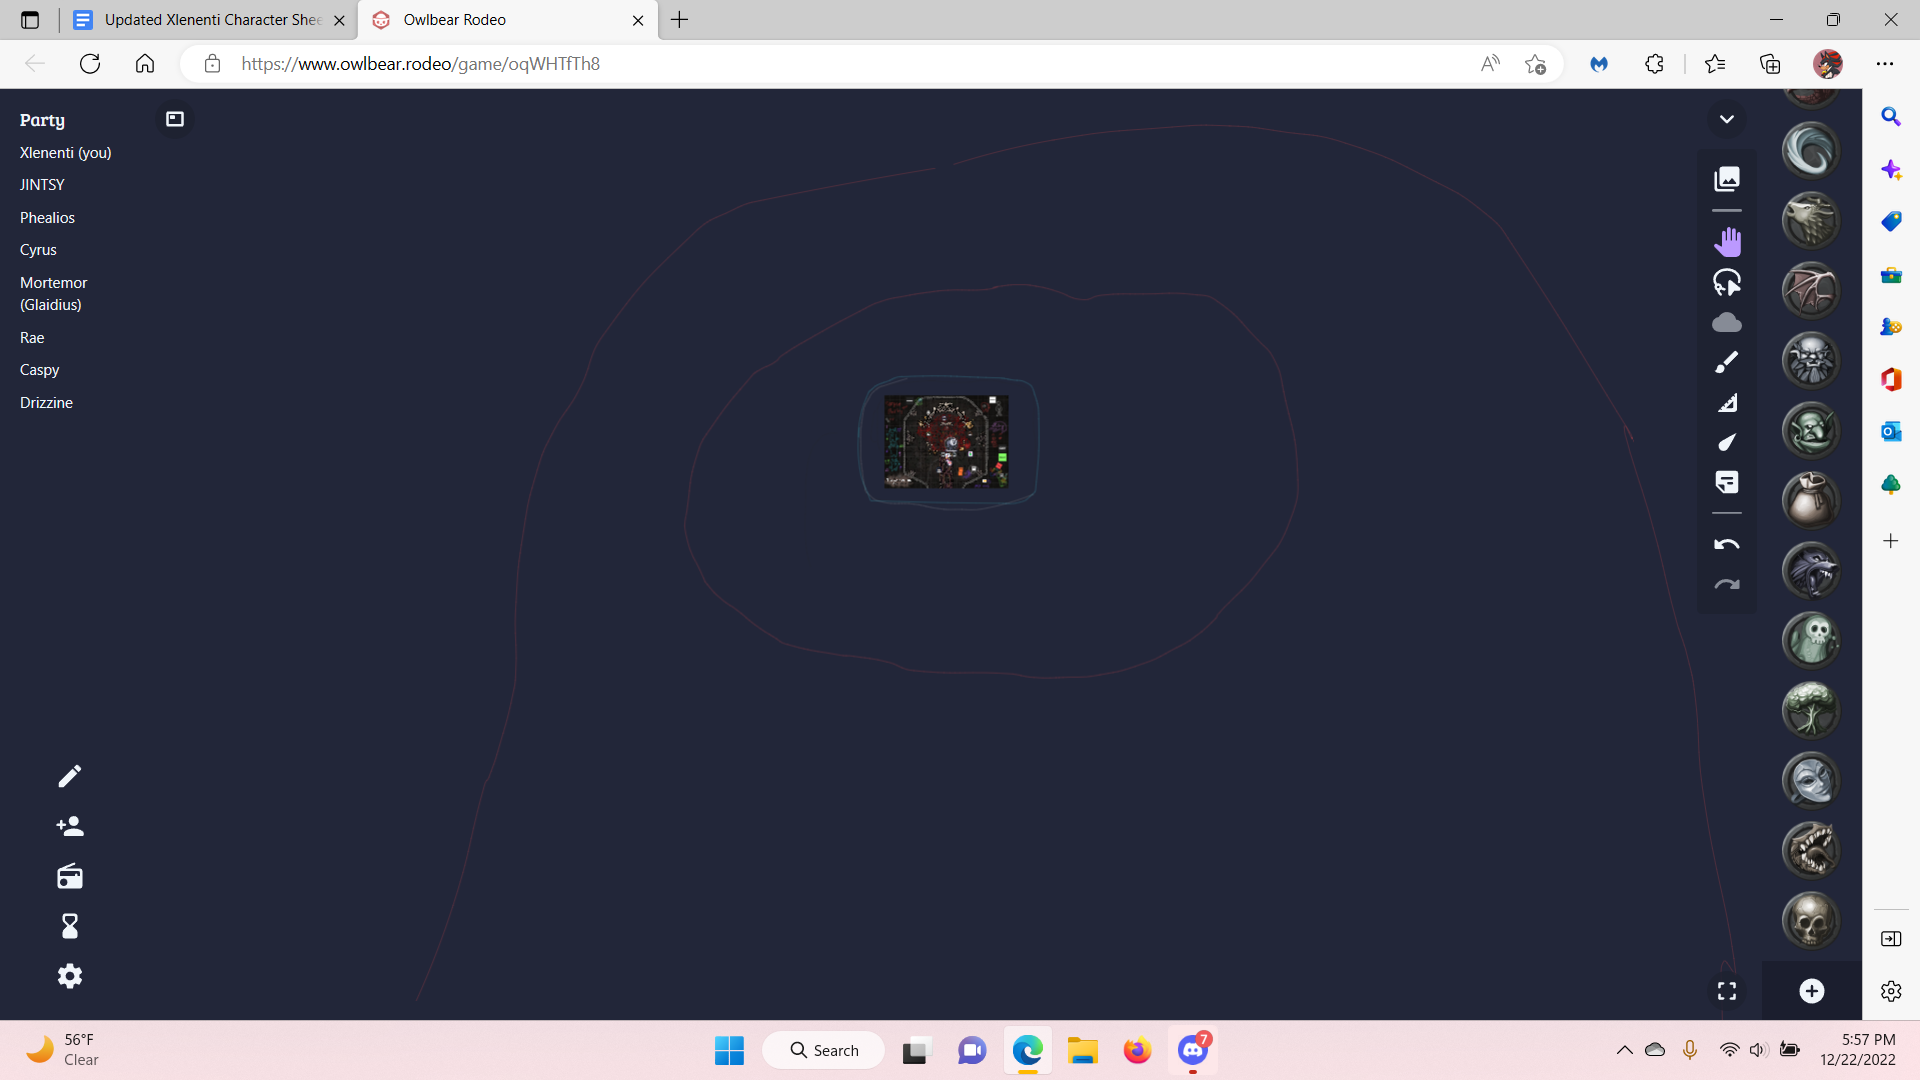 Updated Xlenenti Character Shee
Owlbear Rodeo
https://www.owlbear.rodeo/game/oqWHTfTh8
Party
Xlenenti (you)
JINTSY
Phealios
Cyrus
Mortemor
(Glaidius)
Rae
Caspy
Drizzine
56°F
Clear
Search
7
5:57 PM
12/22/2022